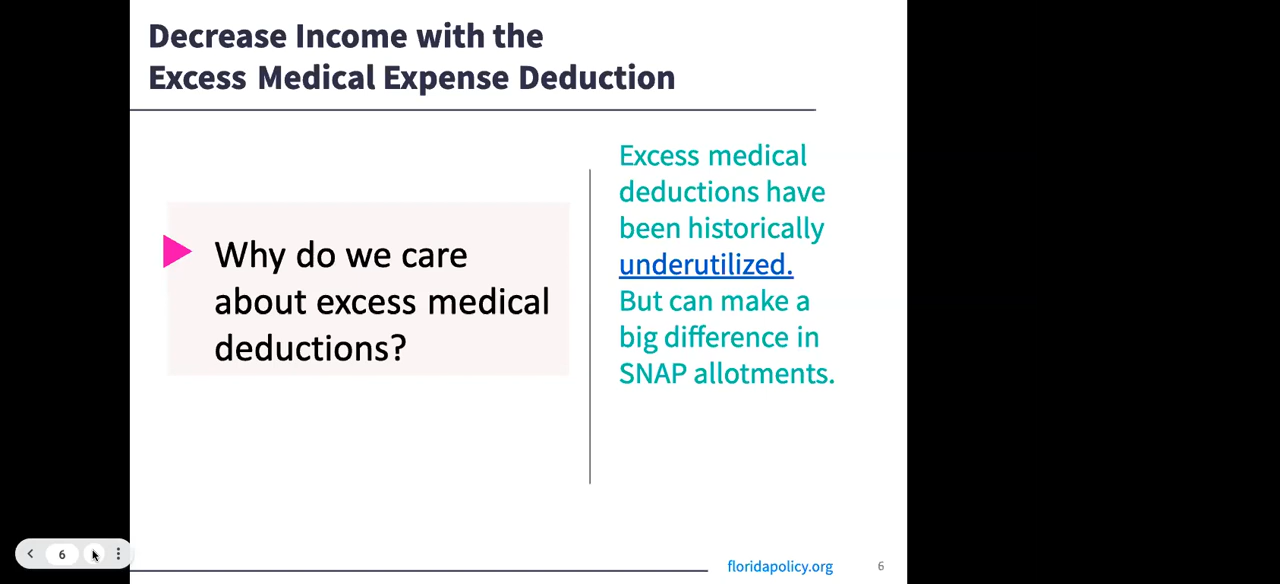 Decrease Income with the
Excess Medical Expense Deduction
Why do we care
about excess medical
deductions?
Excess medical
deductions have
been historically
underutilized.
But can make a
big difference in
SNAP allotments.
6
floridapolicy.org
6